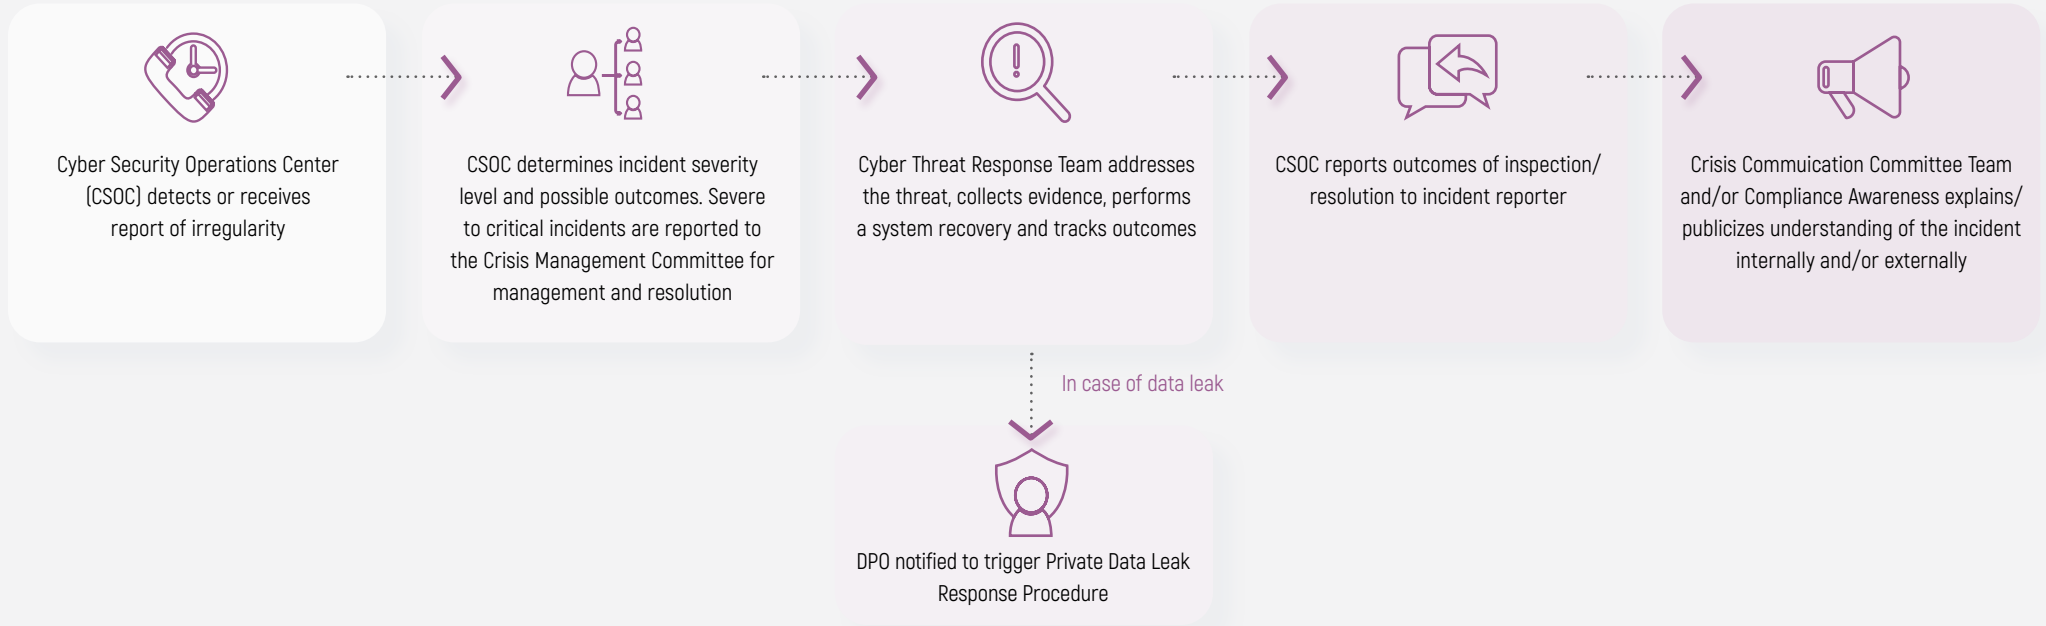 Cyber Security Operations Center
(CSOC) detects or receives
report of irregularity
CSOC determines incident severity
level and possible outcomes. Severe
to critical incidents are reported to
the Crisis Management Committee for
management and resolution
Cyber Threat Response Team addresses
the threat, collects evidence, performs
a system recovery and tracks outcomes
CSOC reports outcomes of inspection/
resolution to incident reporter
Crisis Commuication Committee Team
and/or Compliance Awareness explains/
publicizes understanding of the incident
internally and/or externally
In case of data leak
DPO notified to trigger Private Data Leak
Response Procedure